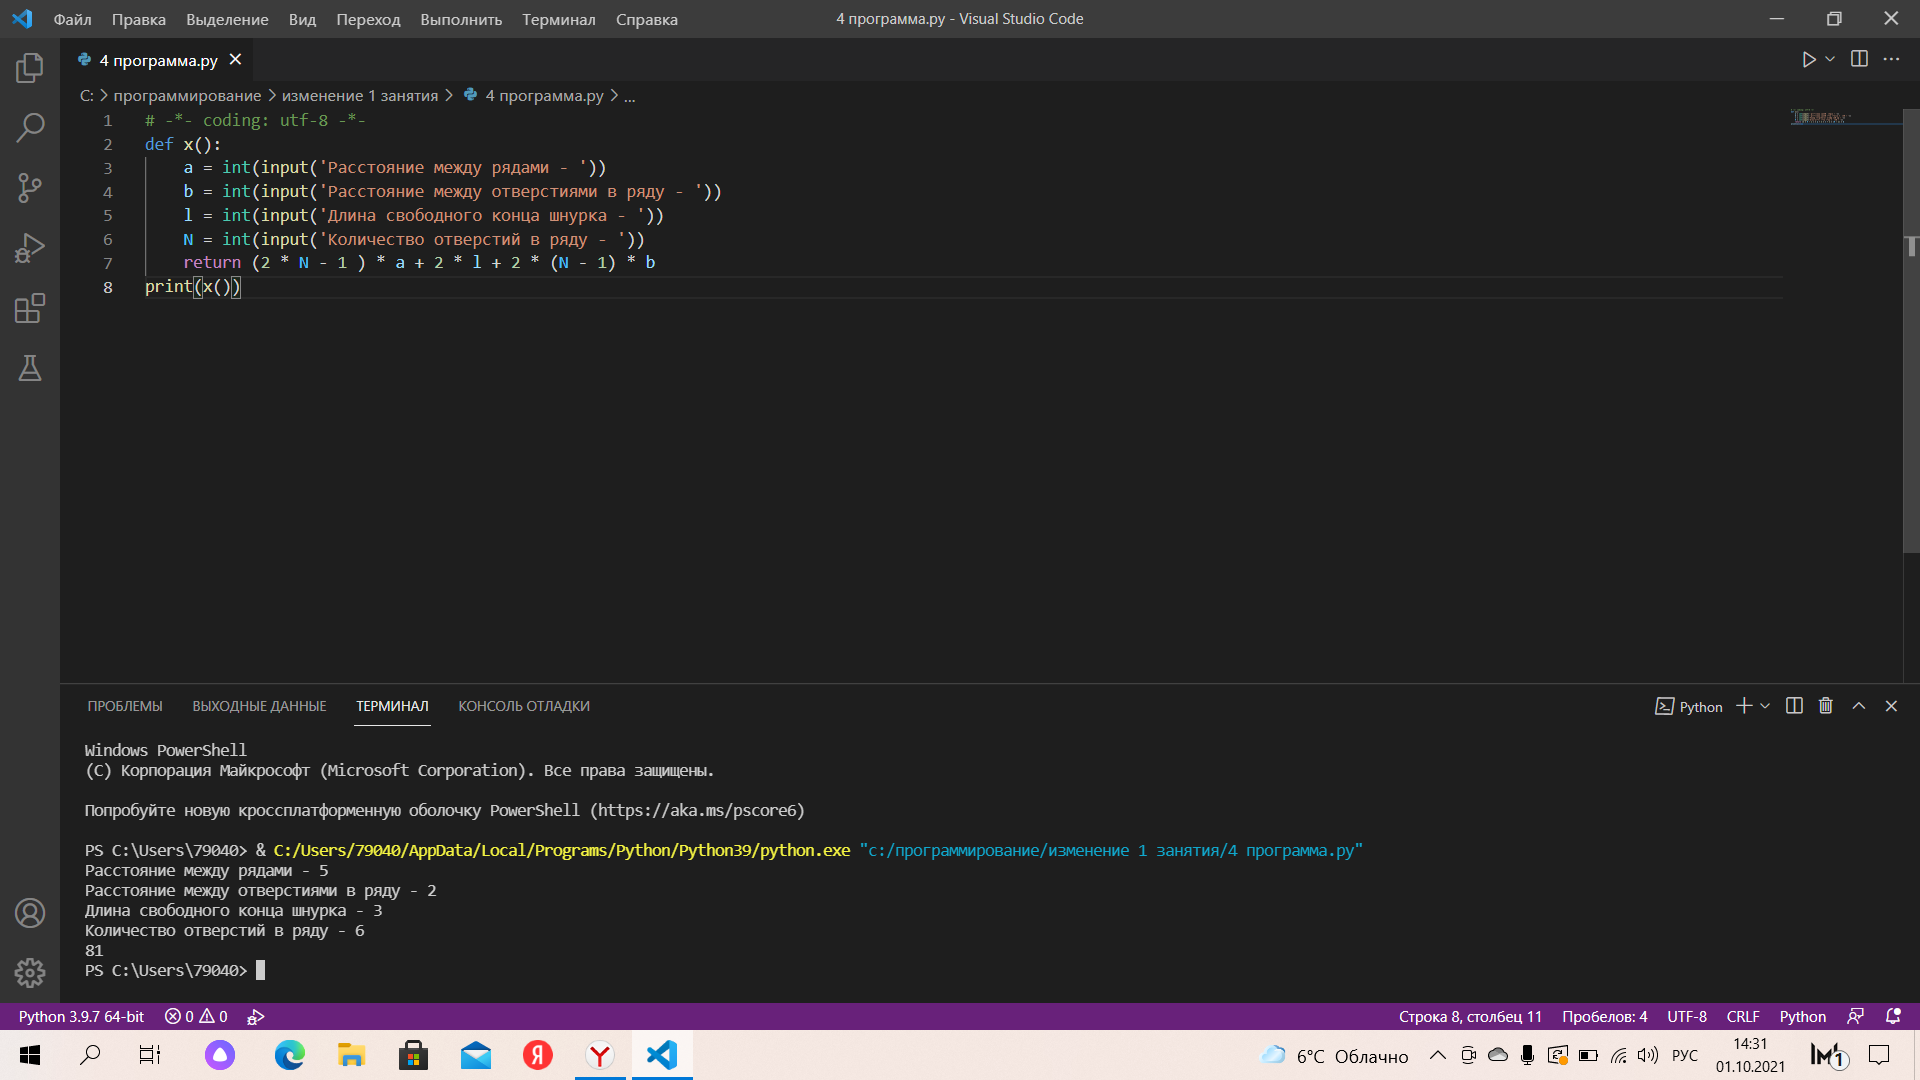 Файл Правка Выделение Вид Переход Выполнить Терминал Справка 4 программа.py - Visual Studio Code
4 программа.py
C: > программирование > изменение 1 занятия > 4 программа.py > ...
1 # -*- coding: utf-8 -*-
2 def x():
3 a = int(input('Расстояние между рядами - '))
4 b = int(input('Расстояние между отверстиями в ряду - '))
5 l = int(input('Длина свободного конца шнурка - '))
6 N = int(input('Количество отверстий в ряду - '))
7 return (2 * N - 1 ) * a + 2 * l + 2 * (N - 1) * b
8 print(x())
ПРОБЛЕМЫ ВЫХОДНЫЕ ДАННЫЕ ТЕРМИНАЛ КОНСОЛЬ ОТЛАДКИ Python
Windows PowerShell
(C) Корпорация Майкрософт (Microsoft Corporation). Все права защищены.
Попробуйте новую кроссплатформенную оболочку PowerShell (https://aka.ms/pscore6)
PS C:\Users\79040> & C:/Users/79040/AppData/Local/Programs/Python/Python39/python.exe "c:/программирование/изменение 1 занятия/4 программа.py"
Расстояние между рядами - 5
Расстояние между отверстиями в ряду - 2
Длина свободного конца шнурка - 3
Количество отверстий в ряду - 6
81
PS C:\Users\79040>
Python 3.9.7 64-bit 0 0 Строка 8, столбец 11 Пробелов: 4 UTF-8 CRLF Python
6°C Облачно РУС 14:31
01.10.2021
1